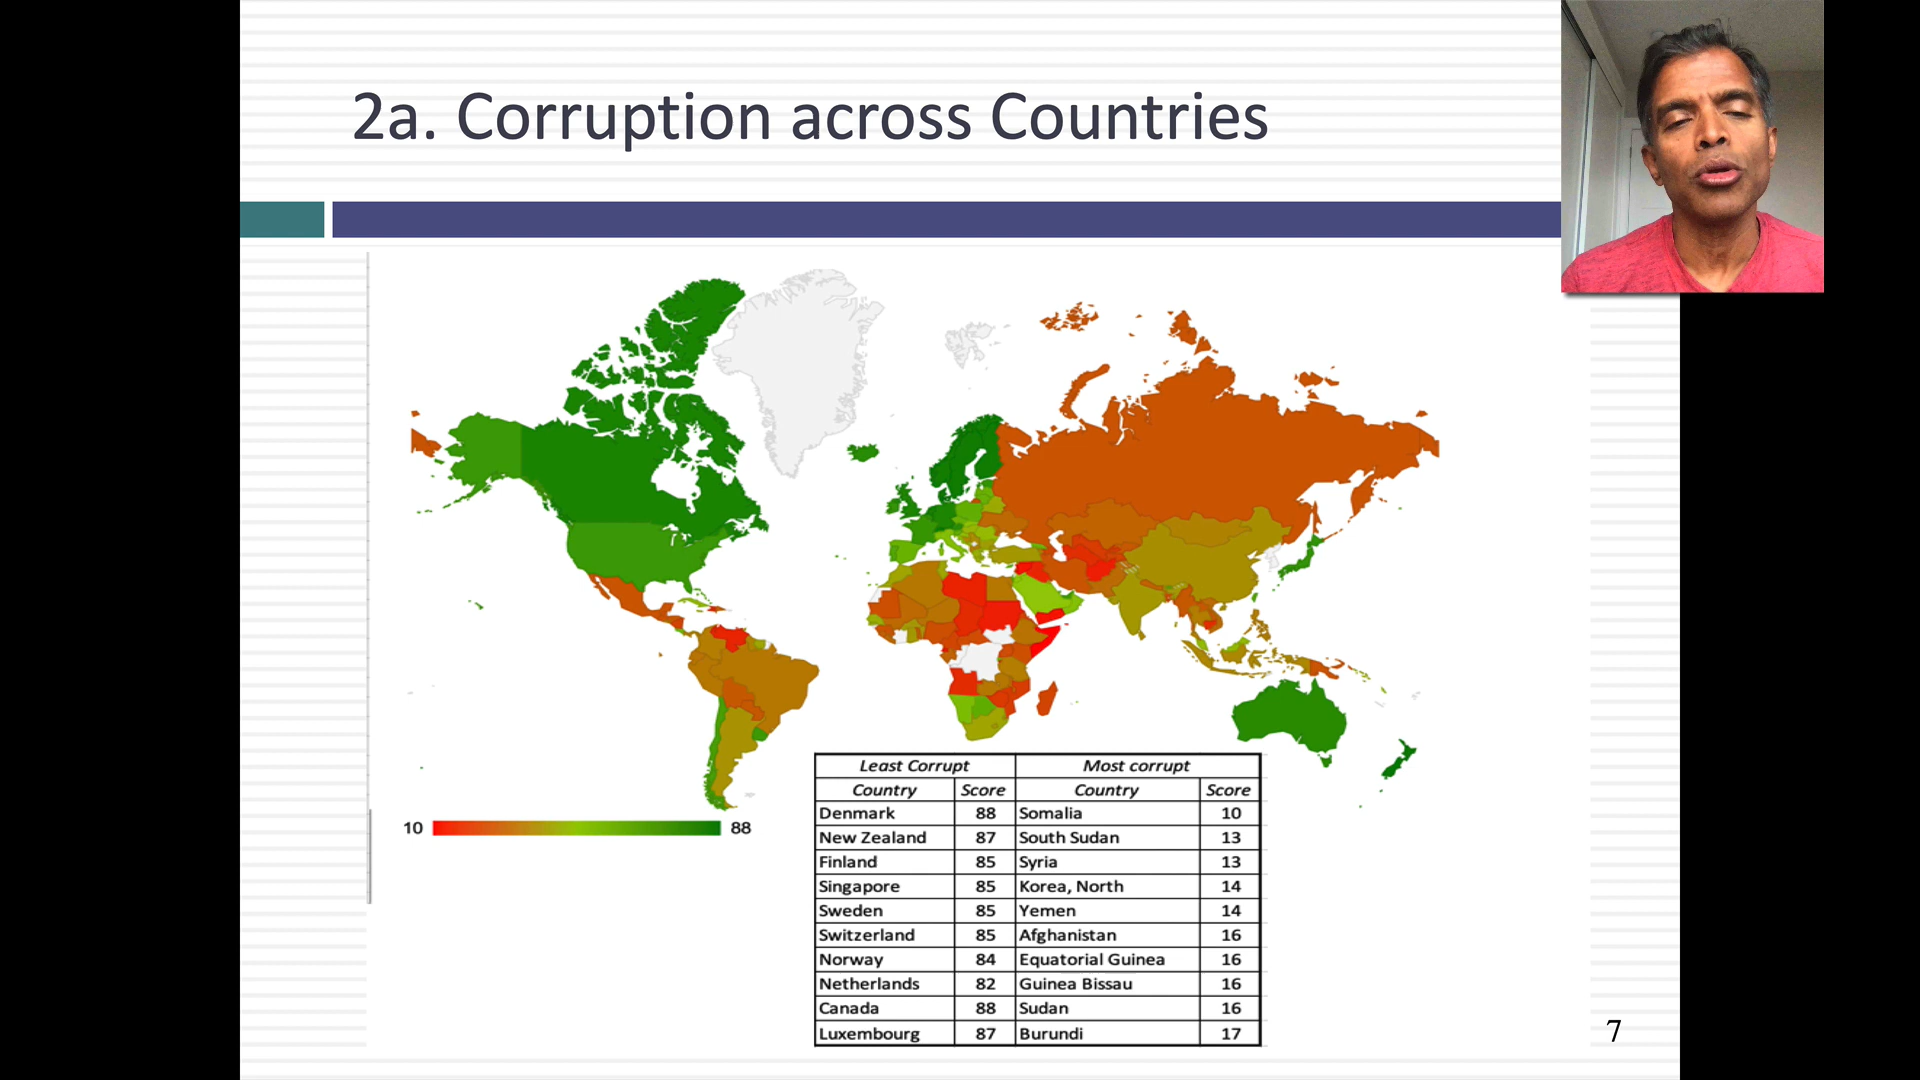 2a. Corruption across Countries
10 88
Least Corrupt Most corrupt
Country Score Country Score
Denmark 88 Somalia 10
New Zealand 87 South Sudan 13
Finland 85 Syria 13
Singapore 85 Korea, North 14
Sweden 85 Yemen 14
Switzerland 85 Afghanistan 16
Norway 84 Equatorial Guinea 16
Netherlands 82 Guinea Bissau 16
Canada 88 Sudan 16
Luxembourg 87 Burundi 17
7